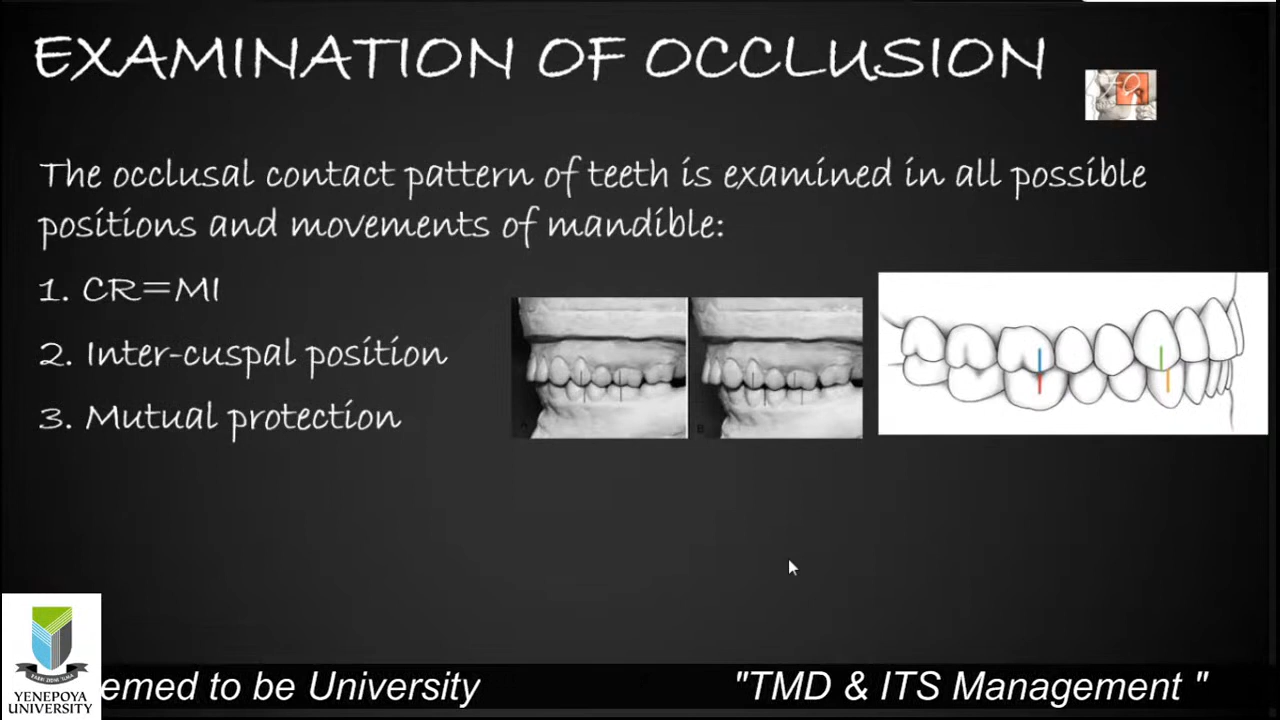 EXAMINATION OF OCCLUSION
The occlusal contact pattern of teeth is examined in all possible
positions and movements of mandible:
1. CR=MI
2. Inter-cuspal position
3. Mutual protection
YENEPOYA
UNIVERSITY
emed to be University
"TMD & ITS Management "